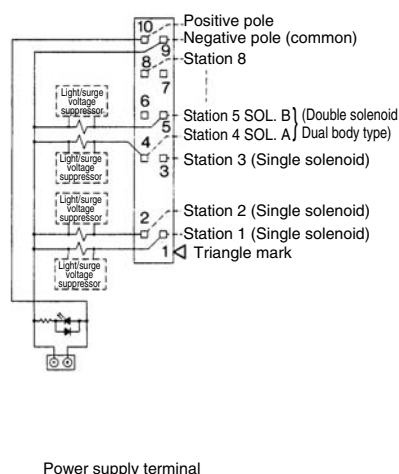 10
Positive pole
Negative pole (common)
9
Station 8
8
7
Light/surge
voltage
suppressor
6
Station 5 SOL. B (Double solenoid
5
Station 4 SOL. A Dual body type)
4
Light/surge
voltage
suppressor
Station 3 (Single solenoid)
3
Light/surge
voltage
suppressor
2
Station 2 (Single solenoid)
Station 1 (Single solenoid)
1
Triangle mark
Light/surge
voltage
suppressor
Power supply terminal